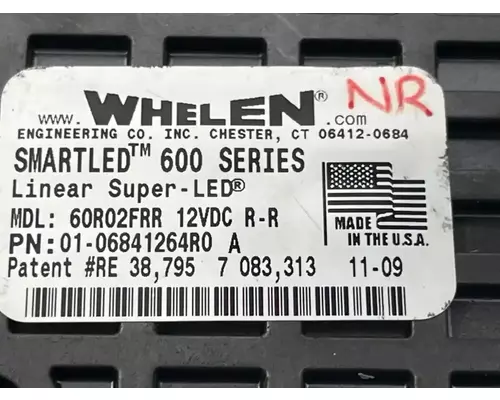 www.WHELEN®.com
NR
ENGINEERING CO. INC. CHESTER, CT 06412-0684
SMARTLED™ 600 SERIES
Linear Super-LED®
MDL: 60R02FRR 12VDC R-R
PN: 01-06841264R0 A
MADE
IN THE U.S.A.
Patent #RE 38,795 7 083,313 11-09